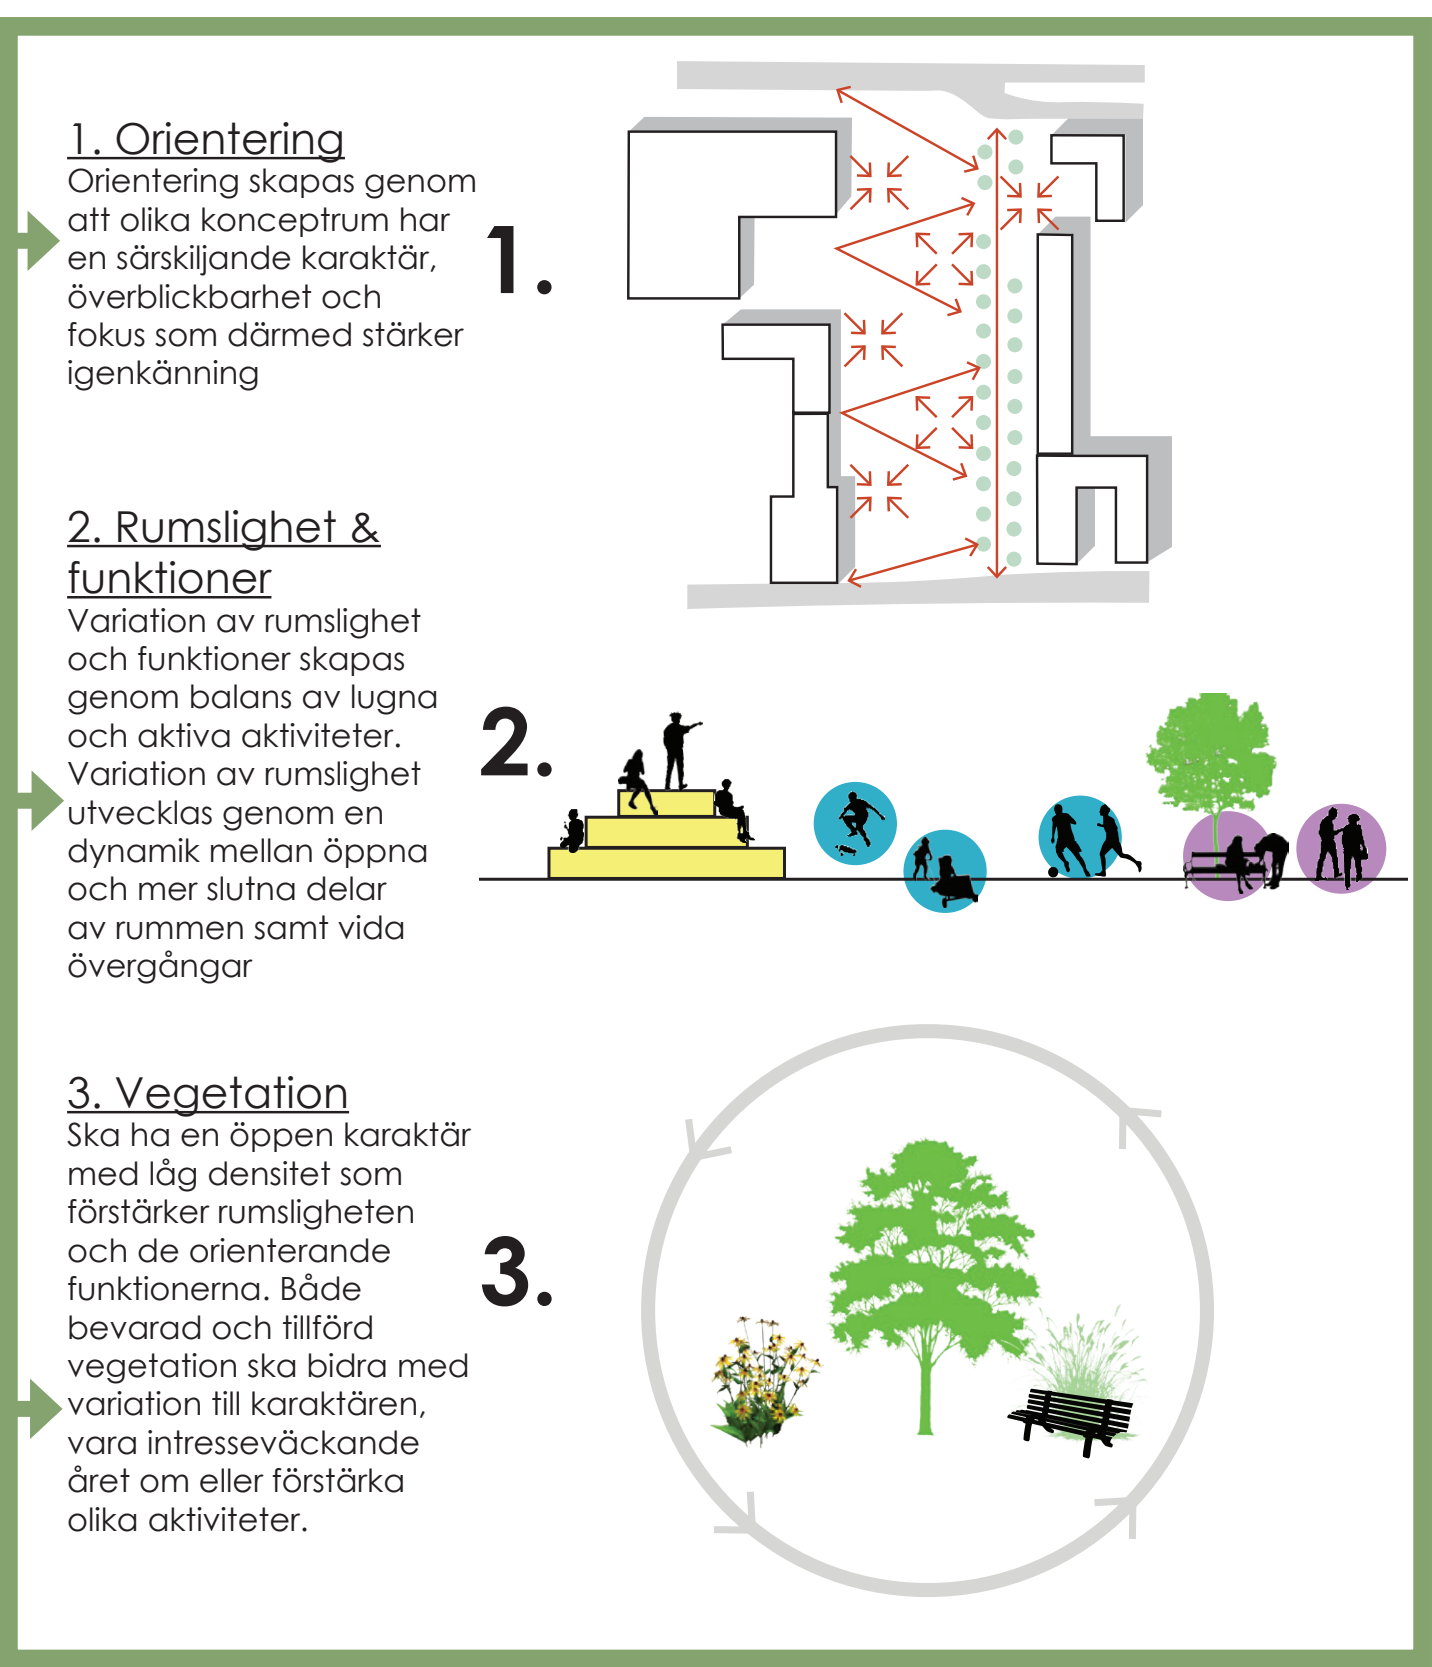 1. Orientering
Orientering skapas genom
att olika konceptrum har
en särskiljande karaktär,
överblickbarhet och
fokus som därmed stärker
igenkänning
1.
2. Rumslighet &
funktioner
Variation av rumslighet
och funktioner skapas
genom balans av lugna
och aktiva aktiviteter.
Variation av rumslighet
utvecklas genom en
dynamik mellan öppna
och mer slutna delar
av rummen samt vida
övergångar
2.
3. Vegetation
Ska ha en öppen karaktär
med låg densitet som
förstärker rumsligheten
och de orienterande
funktionerna. Både
bevarad och tillförd
vegetation ska bidra med
variation till karaktären,
vara intresseväckande
året om eller förstärka
olika aktiviteter.
3.